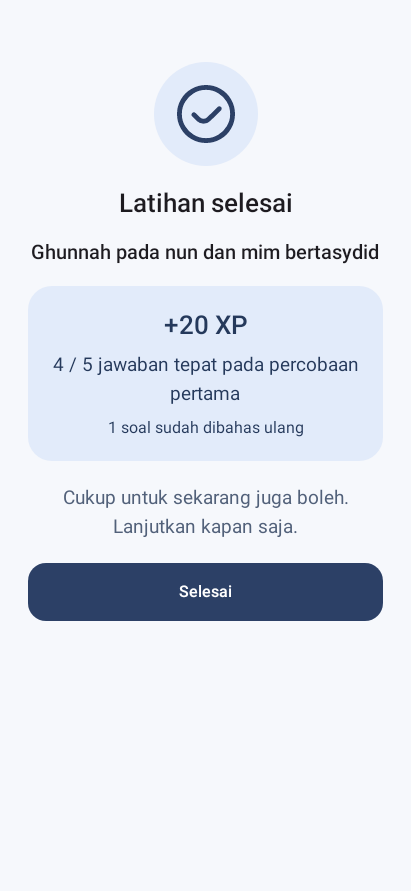 Latihan selesai
Ghunnah pada nun dan mim bertasydid
+20 XP
4 / 5 jawaban tepat pada percobaan
pertama
1 soal sudah dibahas ulang
Cukup untuk sekarang juga boleh.
Lanjutkan kapan saja.
Selesai